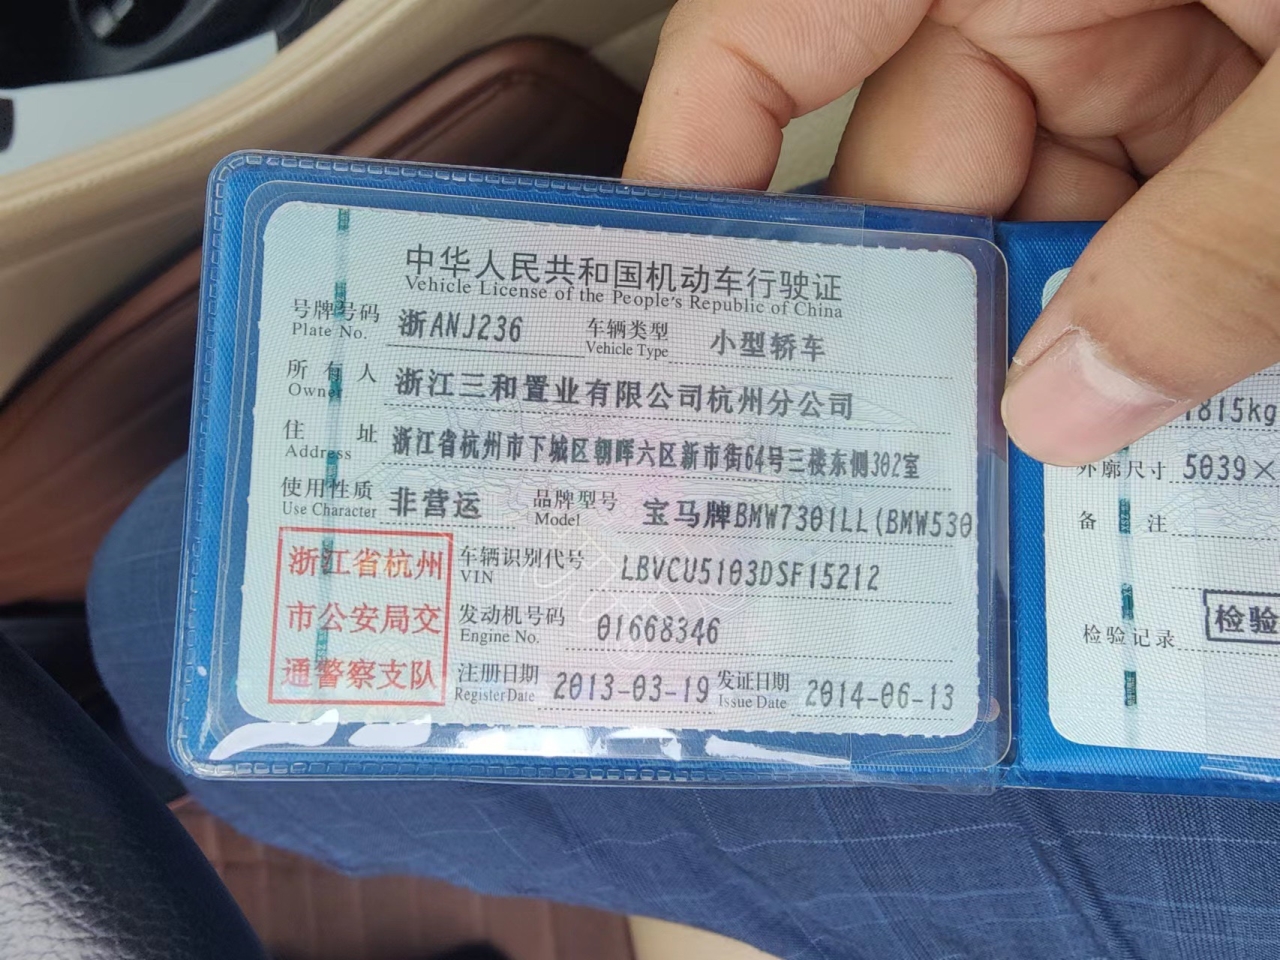 中华人民共和国机动车行驶证
Vehicle License of the People's Republic of China
号牌号码 浙ANJ236 车辆类型 小型轿车
Plate No. Vehicle Type
所有人 浙江三和置业有限公司杭州分公司
Owner
住址 浙江省杭州市下城区朝晖六区新市街64号三楼东侧302室
Address
使用性质 非营运 品牌型号 宝马牌BMW7301LL(BMW530
Use Character Model
浙江省杭州
市公安局交
通警察支队
车辆识别代号 LBVCU5103DSF15212
VIN
发动机号码 01668346
Engine No.
注册日期 2013-03-19 发证日期 2014-06-13
Register Date Issue Date
1815kg
外廓尺寸 5039×
备注
检验记录 检验